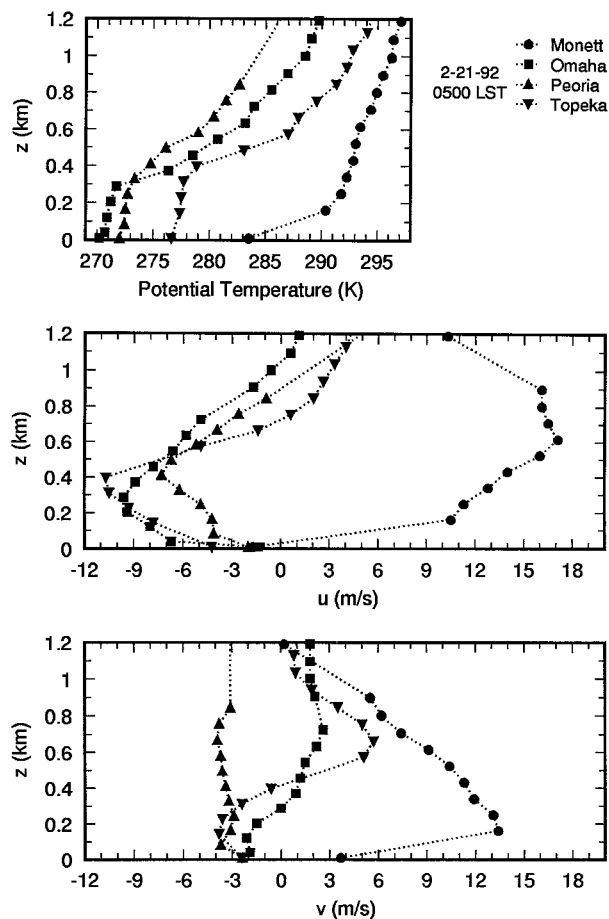 1.2
1.0
0.8
0.6
0.4
0.2
0
z (km)
270 275 280 285 290 295
Potential Temperature (K)
2-21-92
0500 LST
Monett
Omaha
Peoria
Topeka
1.2
1.0
0.8
0.6
0.4
0.2
0
z (km)
-12 -9 -6 -3 0 3 6 9 12 15 18
u (m/s)
1.2
1.0
0.8
0.6
0.4
0.2
0
z (km)
-12 -9 -6 -3 0 3 6 9 12 15 18
v (m/s)